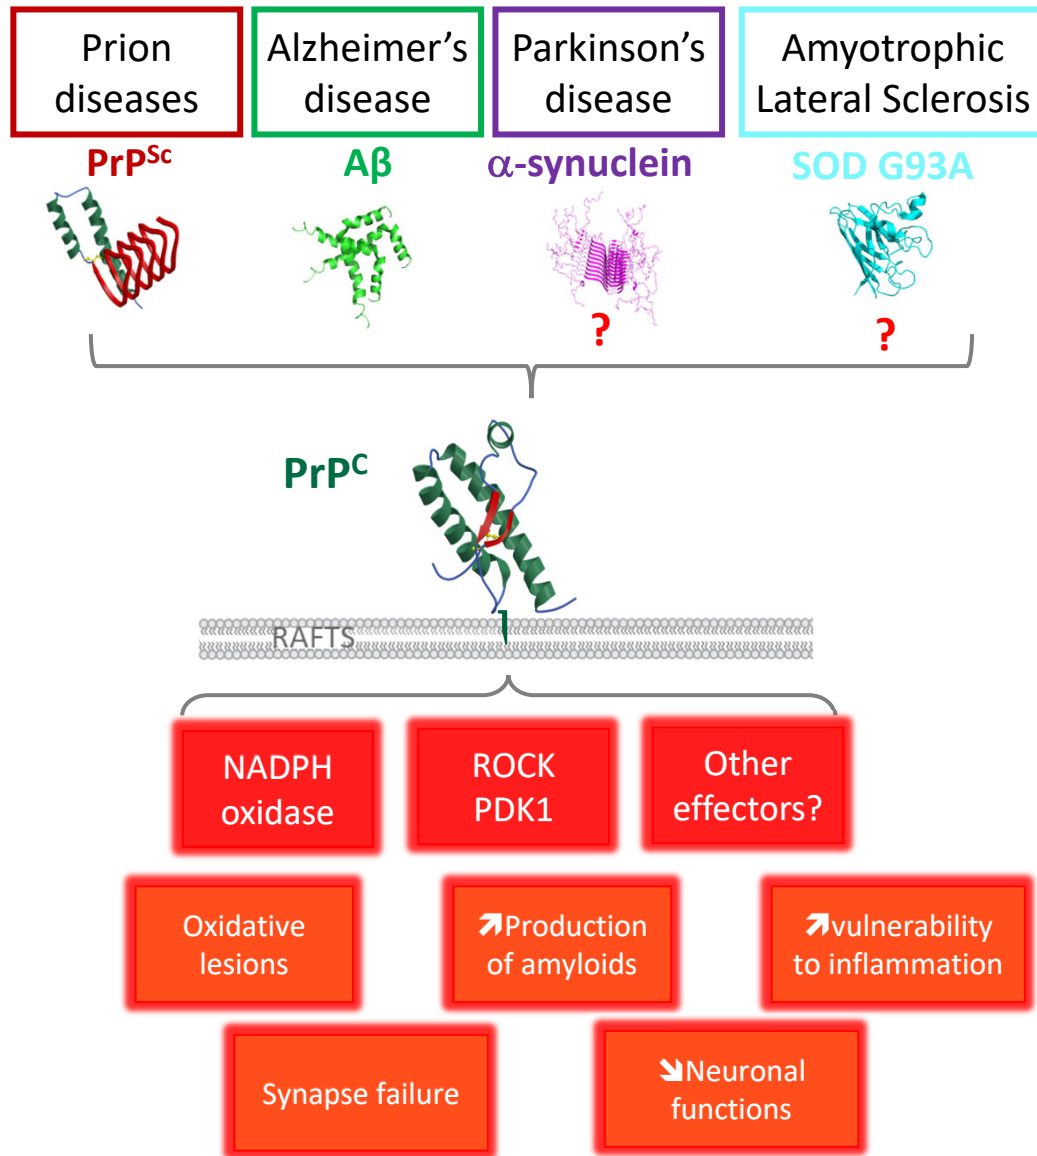 Prion
diseases
Alzheimer’s
disease
Parkinson’s
disease
Amyotrophic
Lateral Sclerosis
PrPSc
Aβ
α-synuclein
SOD G93A
?
?
PrPC
RAFTS
NADPH
oxidase
ROCK
PDK1
Other
effectors?
Oxidative
lesions
⬈Production
of amyloids
⬈vulnerability
to inflammation
Synapse failure
⬊Neuronal
functions